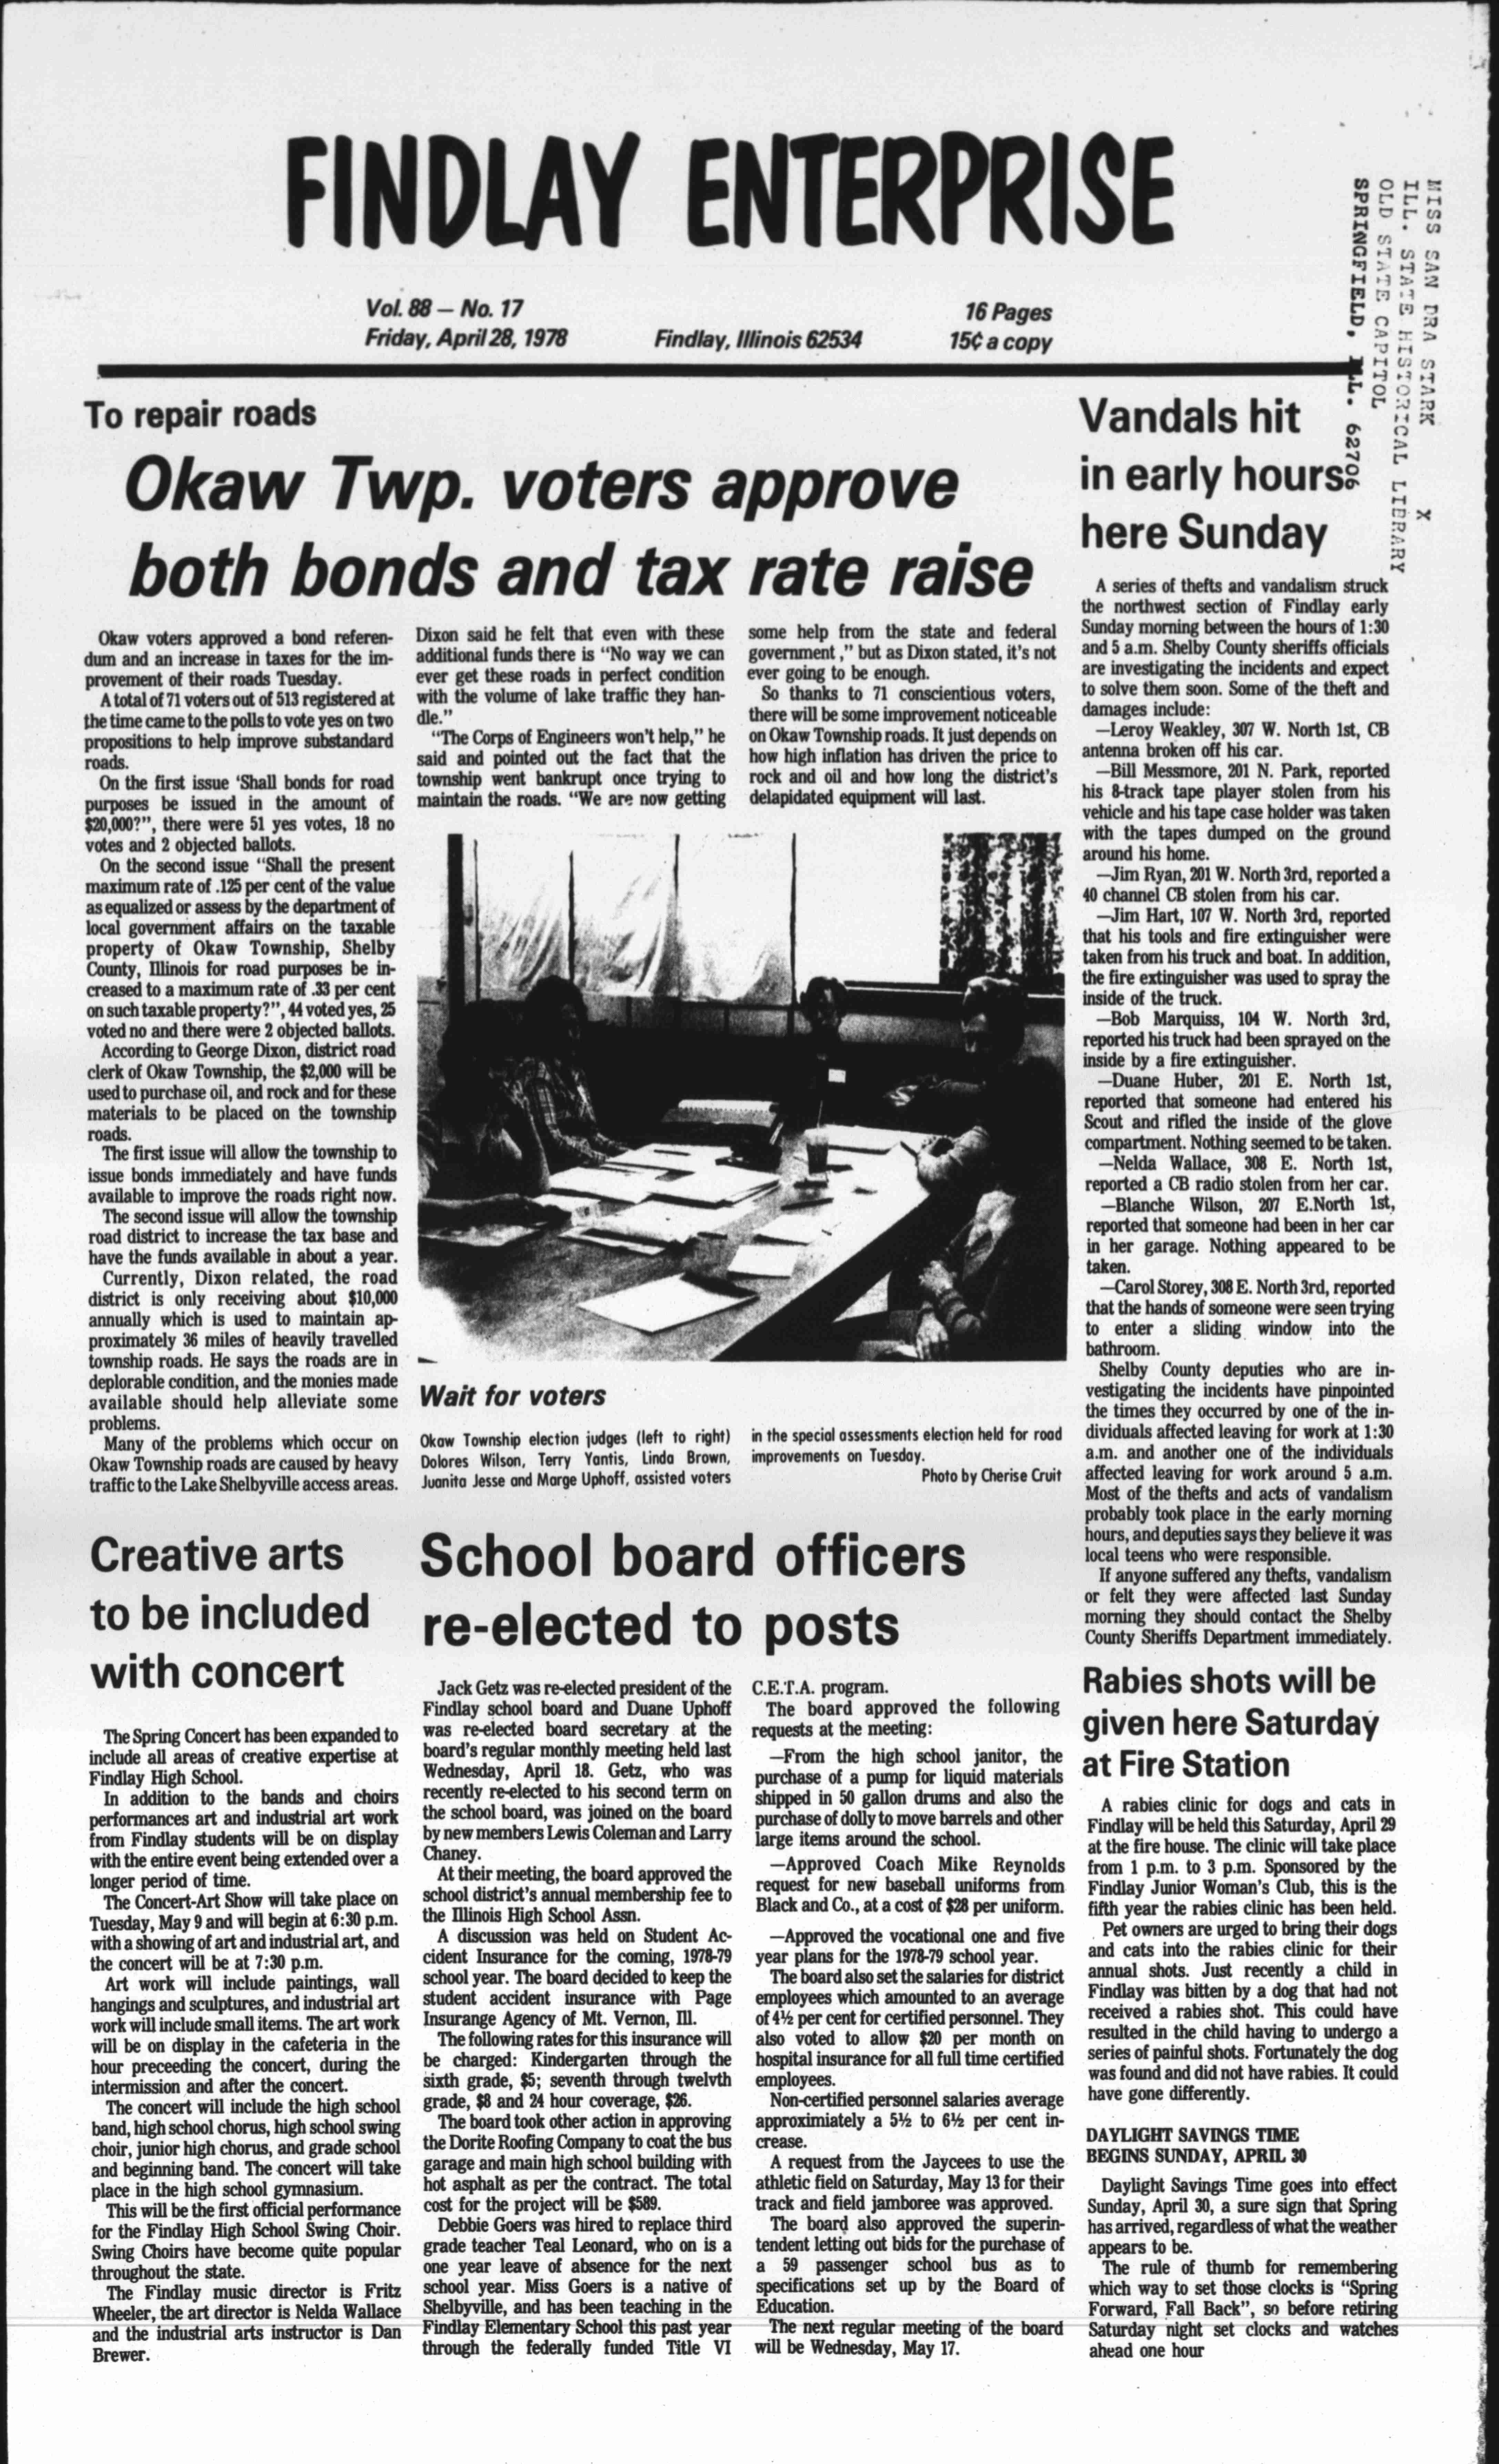 FINDLAY ENTERPRISE
MISS SAN DRA STARK X
ILL. STATE HISTORICAL LIBRARY
OLD STATE CAPITOL
SPRINGFIELD, ILL. 62706
Vol. 88 — No. 17
Friday, April 28, 1978
Findlay, Illinois 62534
16 Pages
15¢ a copy
To repair roads
Okaw Twp. voters approve
both bonds and tax rate raise
Okaw voters approved a bond referen-
dum and an increase in taxes for the im-
provement of their roads Tuesday.
A total of 71 voters out of 513 registered at
the time came to the polls to vote yes on two
propositions to help improve substandard
roads.
On the first issue 'Shall bonds for road
purposes be issued in the amount of
$20,000?", there were 51 yes votes, 18 no
votes and 2 objected ballots.
On the second issue "Shall the present
maximum rate of .125 per cent of the value
as equalized or assess by the department of
local government affairs on the taxable
property of Okaw Township, Shelby
County, Illinois for road purposes be in-
creased to a maximum rate of .33 per cent
on such taxable property?", 44 voted yes, 25
voted no and there were 2 objected ballots.
According to George Dixon, district road
clerk of Okaw Township, the $2,000 will be
used to purchase oil, and rock and for these
materials to be placed on the township
roads.
The first issue will allow the township to
issue bonds immediately and have funds
available to improve the roads right now.
The second issue will allow the township
road district to increase the tax base and
have the funds available in about a year.
Currently, Dixon related, the road
district is only receiving about $10,000
annually which is used to maintain ap-
proximately 36 miles of heavily travelled
township roads. He says the roads are in
deplorable condition, and the monies made
available should help alleviate some
problems.
Many of the problems which occur on
Okaw Township roads are caused by heavy
traffic to the Lake Shelbyville access areas.
Dixon said he felt that even with these
additional funds there is "No way we can
ever get these roads in perfect condition
with the volume of lake traffic they han-
dle."
"The Corps of Engineers won't help," he
said and pointed out the fact that the
township went bankrupt once trying to
maintain the roads. "We are now getting
some help from the state and federal
government ," but as Dixon stated, it's not
ever going to be enough.
So thanks to 71 conscientious voters,
there will be some improvement noticeable
on Okaw Township roads. It just depends on
how high inflation has driven the price to
rock and oil and how long the district's
delapidated equipment will last.
Wait for voters
Okaw Township election judges (left to right)
Dolores Wilson, Terry Yantis, Linda Brown,
Juanita Jesse and Marge Uphoff, assisted voters
in the special assessments election held for road
improvements on Tuesday.
Photo by Cherise Cruit
Vandals hit
in early hours
here Sunday
A series of thefts and vandalism struck
the northwest section of Findlay early
Sunday morning between the hours of 1:30
and 5 a.m. Shelby County sheriffs officials
are investigating the incidents and expect
to solve them soon. Some of the theft and
damages include:
—Leroy Weakley, 307 W. North 1st, CB
antenna broken off his car.
—Bill Messmore, 201 N. Park, reported
his 8-track tape player stolen from his
vehicle and his tape case holder was taken
with the tapes dumped on the ground
around his home.
—Jim Ryan, 201 W. North 3rd, reported a
40 channel CB stolen from his car.
—Jim Hart, 107 W. North 3rd, reported
that his tools and fire extinguisher were
taken from his truck and boat. In addition,
the fire extinguisher was used to spray the
inside of the truck.
—Bob Marquiss, 104 W. North 3rd,
reported his truck had been sprayed on the
inside by a fire extinguisher.
—Duane Huber, 201 E. North 1st,
reported that someone had entered his
Scout and rifled the inside of the glove
compartment. Nothing seemed to be taken.
—Nelda Wallace, 308 E. North 1st,
reported a CB radio stolen from her car.
—Blanche Wilson, 207 E.North 1st,
reported that someone had been in her car
in her garage. Nothing appeared to be
taken.
—Carol Storey, 308 E. North 3rd, reported
that the hands of someone were seen trying
to enter a sliding window into the
bathroom.
Shelby County deputies who are in-
vestigating the incidents have pinpointed
the times they occurred by one of the in-
dividuals affected leaving for work at 1:30
a.m. and another one of the individuals
affected leaving for work around 5 a.m.
Most of the thefts and acts of vandalism
probably took place in the early morning
hours, and deputies says they believe it was
local teens who were responsible.
If anyone suffered any thefts, vandalism
or felt they were affected last Sunday
morning they should contact the Shelby
County Sheriffs Department immediately.
Creative arts
to be included
with concert
The Spring Concert has been expanded to
include all areas of creative expertise at
Findlay High School.
In addition to the bands and choirs
performances art and industrial art work
from Findlay students will be on display
with the entire event being extended over a
longer period of time.
The Concert-Art Show will take place on
Tuesday, May 9 and will begin at 6:30 p.m.
with a showing of art and industrial art, and
the concert will be at 7:30 p.m.
Art work will include paintings, wall
hangings and sculptures, and industrial art
work will include small items. The art work
will be on display in the cafeteria in the
hour preceeding the concert, during the
intermission and after the concert.
The concert will include the high school
band, high school chorus, high school swing
choir, junior high chorus, and grade school
and beginning band. The concert will take
place in the high school gymnasium.
This will be the first official performance
for the Findlay High School Swing Choir.
Swing Choirs have become quite popular
throughout the state.
The Findlay music director is Fritz
Wheeler, the art director is Nelda Wallace
and the industrial arts instructor is Dan
Brewer.
School board officers
re-elected to posts
Jack Getz was re-elected president of the
Findlay school board and Duane Uphoff
was re-elected board secretary at the
board's regular monthly meeting held last
Wednesday, April 18. Getz, who was
recently re-elected to his second term on
the school board, was joined on the board
by new members Lewis Coleman and Larry
Chaney.
At their meeting, the board approved the
school district's annual membership fee to
the Illinois High School Assn.
A discussion was held on Student Ac-
cident Insurance for the coming, 1978-79
school year. The board decided to keep the
student accident insurance with Page
Insurange Agency of Mt. Vernon, Ill.
The following rates for this insurance will
be charged: Kindergarten through the
sixth grade, $5; seventh through twelvth
grade, $8 and 24 hour coverage, $26.
The board took other action in approving
the Dorite Roofing Company to coat the bus
garage and main high school building with
hot asphalt as per the contract. The total
cost for the project will be $589.
Debbie Goers was hired to replace third
grade teacher Teal Leonard, who on is a
one year leave of absence for the next
school year. Miss Goers is a native of
Shelbyville, and has been teaching in the
Findlay Elementary School this past year
through the federally funded Title VI
C.E.T.A. program.
The board approved the following
requests at the meeting:
—From the high school janitor, the
purchase of a pump for liquid materials
shipped in 50 gallon drums and also the
purchase of dolly to move barrels and other
large items around the school.
—Approved Coach Mike Reynolds
request for new baseball uniforms from
Black and Co., at a cost of $28 per uniform.
—Approved the vocational one and five
year plans for the 1978-79 school year.
The board also set the salaries for district
employees which amounted to an average
of 4½ per cent for certified personnel. They
also voted to allow $20 per month on
hospital insurance for all full time certified
employees.
Non-certified personnel salaries average
approximiately a 5½ to 6½ per cent in-
crease.
A request from the Jaycees to use the
athletic field on Saturday, May 13 for their
track and field jamboree was approved.
The board also approved the superin-
tendent letting out bids for the purchase of
a 59 passenger school bus as to
specifications set up by the Board of
Education.
The next regular meeting of the board
will be Wednesday, May 17.
Rabies shots will be
given here Saturday
at Fire Station
A rabies clinic for dogs and cats in
Findlay will be held this Saturday, April 29
at the fire house. The clinic will take place
from 1 p.m. to 3 p.m. Sponsored by the
Findlay Junior Woman's Club, this is the
fifth year the rabies clinic has been held.
Pet owners are urged to bring their dogs
and cats into the rabies clinic for their
annual shots. Just recently a child in
Findlay was bitten by a dog that had not
received a rabies shot. This could have
resulted in the child having to undergo a
series of painful shots. Fortunately the dog
was found and did not have rabies. It could
have gone differently.
DAYLIGHT SAVINGS TIME
BEGINS SUNDAY, APRIL 30
Daylight Savings Time goes into effect
Sunday, April 30, a sure sign that Spring
has arrived, regardless of what the weather
appears to be.
The rule of thumb for remembering
which way to set those clocks is "Spring
Forward, Fall Back", so before retiring
Saturday night set clocks and watches
ahead one hour